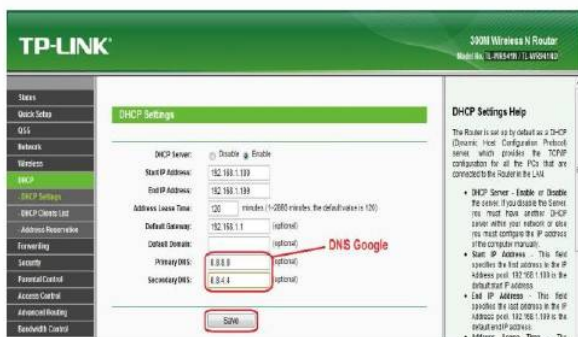 TP-LINK
300M Wireless N Router
Model No. TL-WR841N / TL-WR841ND
Status
Quick Setup
QSS
Network
Wireless
DHCP
- DHCP Settings
- DHCP Clients List
- Address Reservation
Forwarding
Security
Parental Control
Access Control
Advanced Routing
Bandwidth Control
DHCP Settings
DHCP Server: Disable Enable
Start IP Address: 192.168.1.100
End IP Address: 192.168.1.199
Address Lease Time: 120 minutes (1~2880 minutes, the default value is 120)
Default Gateway: 192.168.1.1 (optional)
Default Domain: (optional)
Primary DNS: 8.8.8.8 (optional)
Secondary DNS: 8.8.4.4 (optional)
DNS Google
Save
DHCP Settings Help
The Router is set up by default as a DHCP
(Dynamic Host Configuration Protocol)
server, which provides the TCP/IP
configuration for all the PCs that are
connected to the Router in the LAN.
• DHCP Server - Enable or Disable
the server. If you disable the Server,
you must have another DHCP
server within your network or else
you must configure the IP address
of the computer manually.
• Start IP Address - This field
specifies the first address in the IP
Address pool. 192.168.1.100 is the
default start IP address.
• End IP Address - This field
specifies the last address in the IP
Address pool. 192.168.1.199 is the
default end IP address.
• Address Lease Time - The